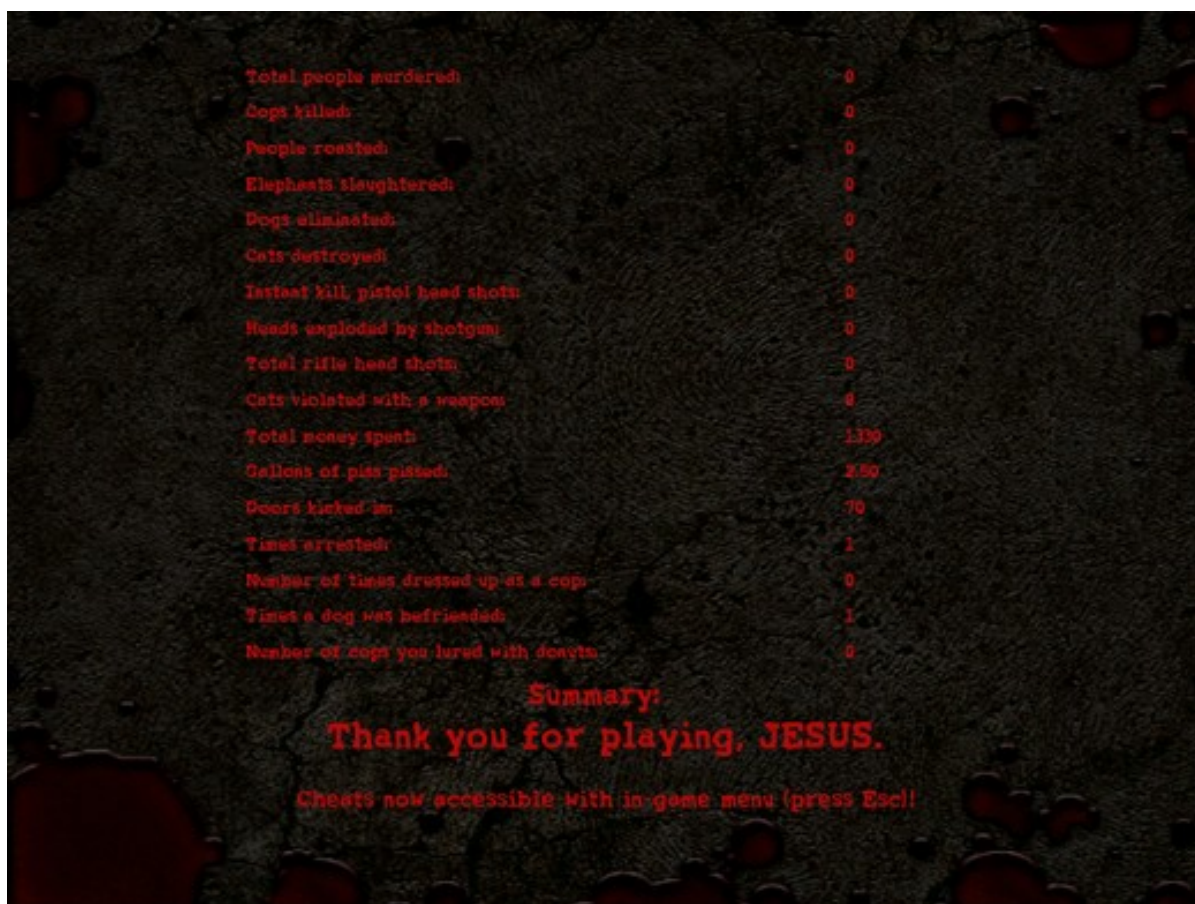 Total people murdered: 0
Cops killed: 0
People roasted: 0
Elephants slaughtered: 0
Dogs eliminated: 0
Cats destroyed: 0
Instant kill, pistol head shots: 0
Heads exploded by shotgun: 0
Total rifle head shots: 0
Cats violated with a weapon: 0
Total money spent: 1330
Gallons of piss pissed: 2.50
Doors kicked in: 70
Times arrested: 1
Number of times dressed up as a cop: 0
Times a dog was befriended: 1
Number of cops you lured with donuts: 0
Summary:
Thank you for playing, JESUS.
Cheats now accessible with in-game menu (press Esc)!